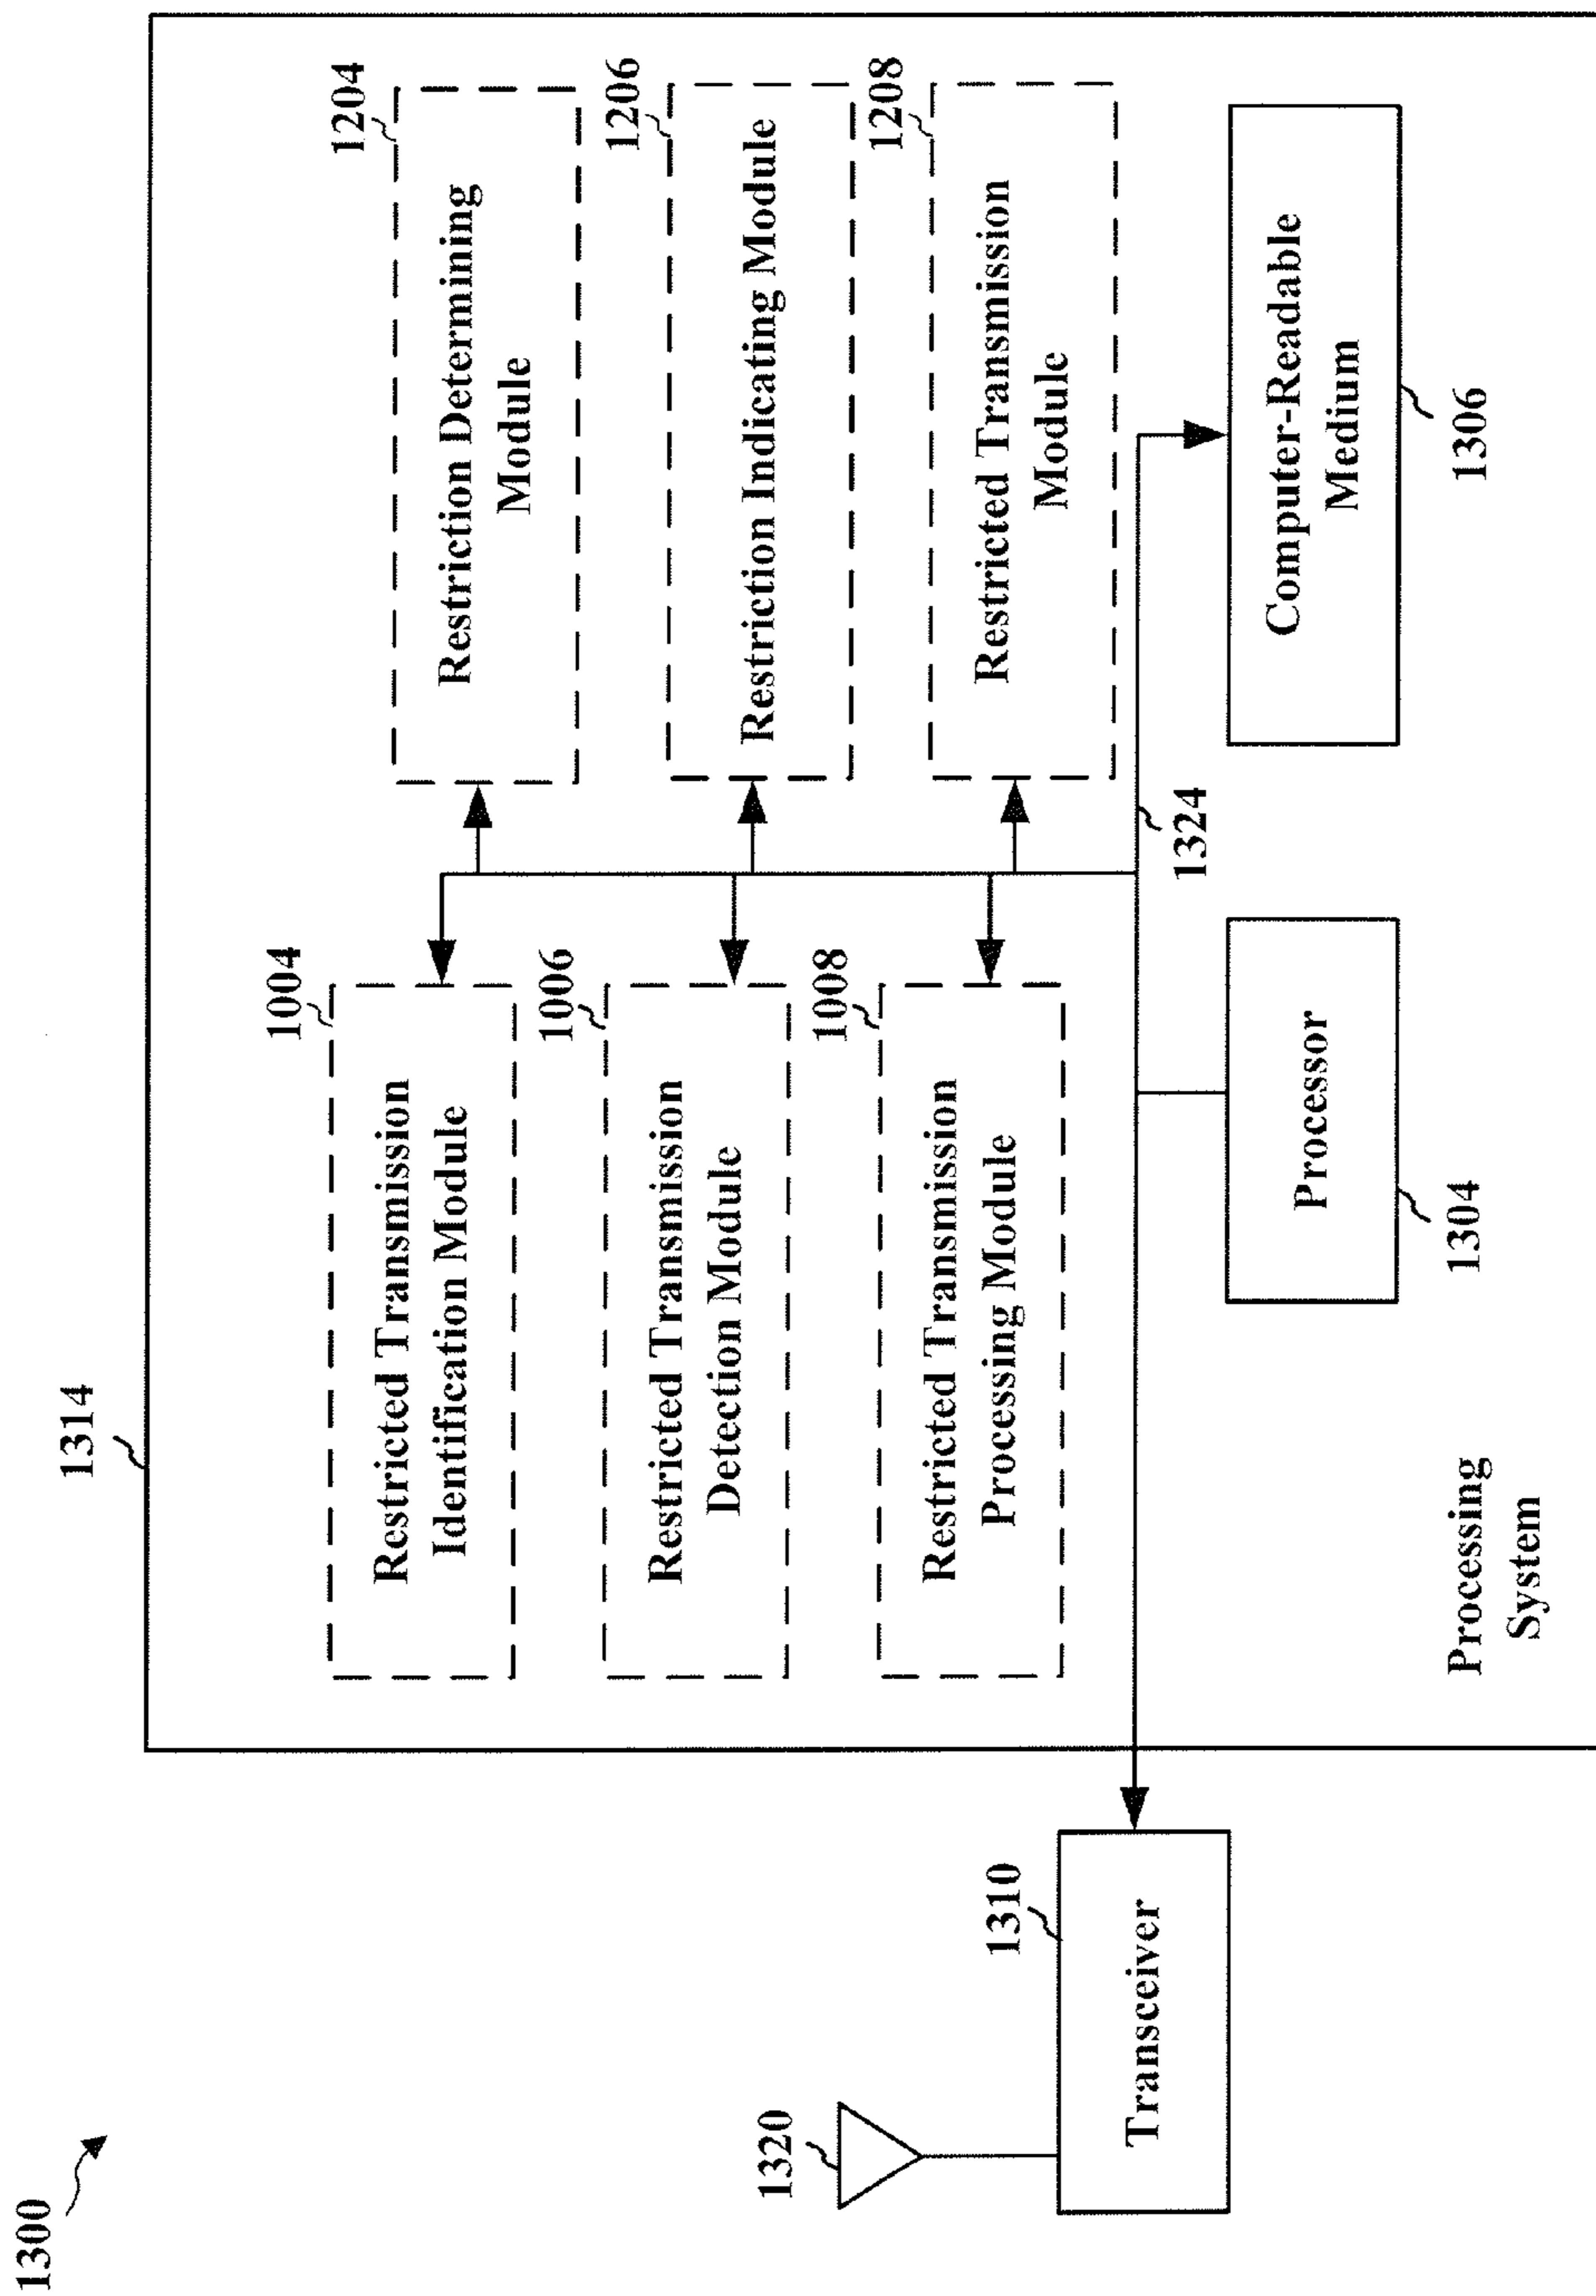 1300
1314
1320
1310
Transceiver
1004
Restricted Transmission
Identification Module
1006
Restricted Transmission
Detection Module
1008
Restricted Transmission
Processing Module
1204
Restriction Determining
Module
1206
Restriction Indicating Module
1208
Restricted Transmission
Module
1324
Processor
1304
Computer-Readable
Medium
1306
Processing
System